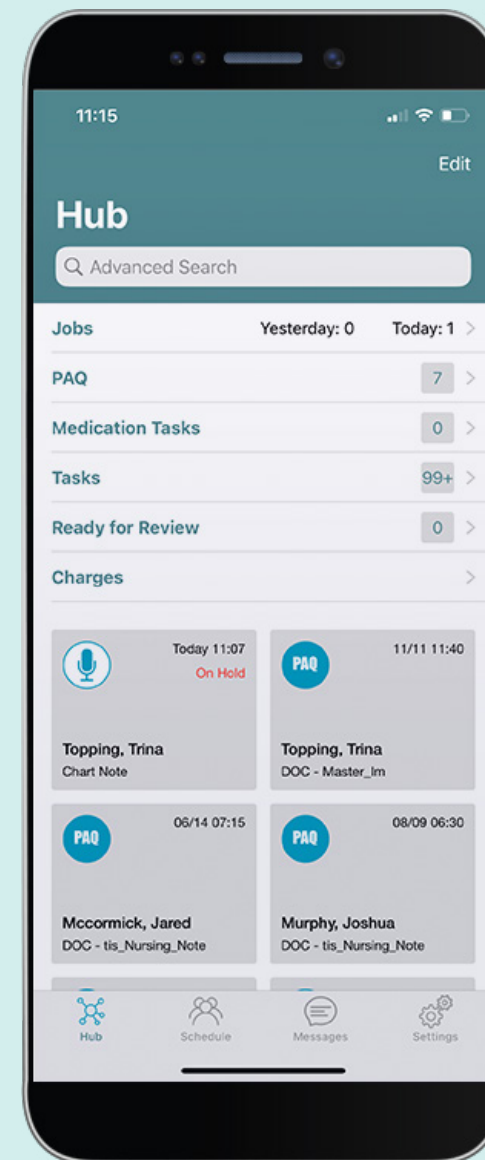 11:15
Edit
Hub
Advanced Search
Jobs Yesterday: 0 Today: 1
PAQ 7
Medication Tasks 0
Tasks 99+
Ready for Review 0
Charges
Today 11:07
On Hold
Topping, Trina
Chart Note
PAQ 11/11 11:40
Topping, Trina
DOC - Master_Im
PAQ 06/14 07:15
Mccormick, Jared
DOC - tis_Nursing_Note
PAQ 08/09 06:30
Murphy, Joshua
DOC - tis_Nursing_Note
Hub Schedule Messages Settings